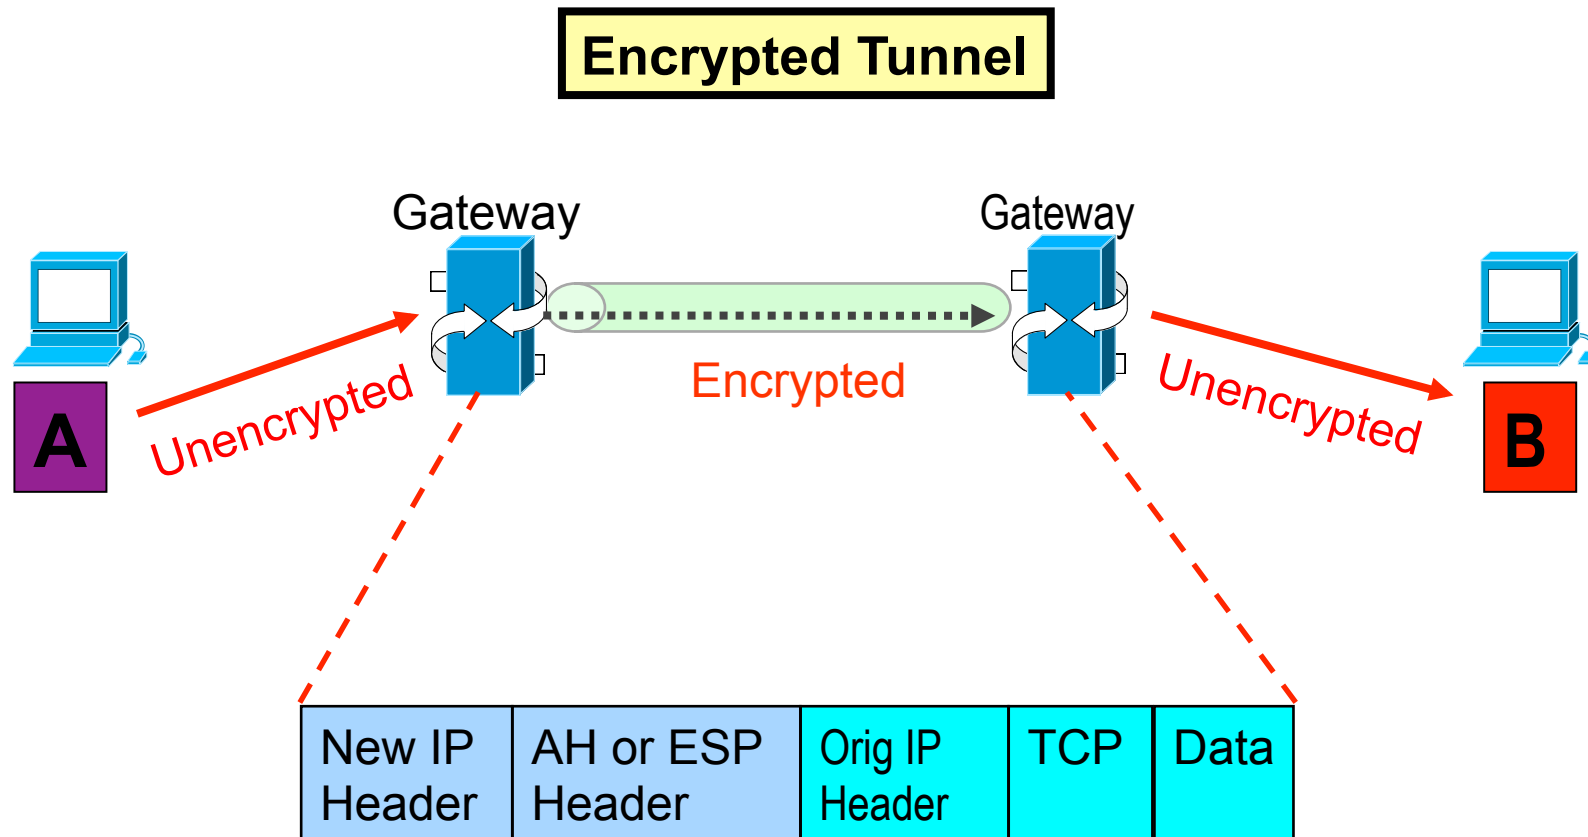 Encrypted Tunnel
Gateway
Gateway
Unencrypted
Encrypted
Unencrypted
A
B
New IP
Header
AH or ESP
Header
Orig IP
Header
TCP
Data